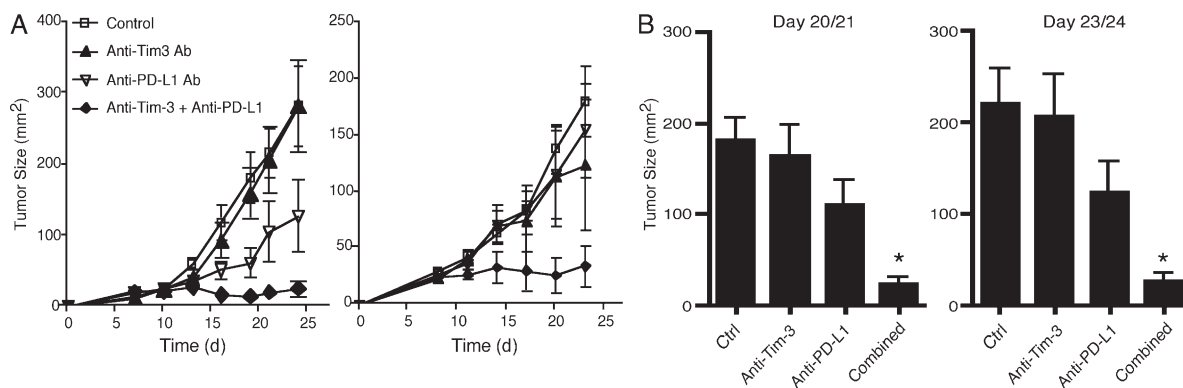 A
Control
Anti-Tim3 Ab
Anti-PD-L1 Ab
Anti-Tim-3 + Anti-PD-L1
400
300
200
100
0
Tumor Size (mm2)
0 5 10 15 20 25
Time (d)
250
200
150
100
50
0
0 5 10 15 20 25
Time (d)
B
Day 20/21
300
200
100
0
Tumor Size (mm2)
*
Ctrl
Anti-Tim-3
Anti-PD-L1
Combined
Day 23/24
300
200
100
0
*
Ctrl
Anti-Tim-3
Anti-PD-L1
Combined